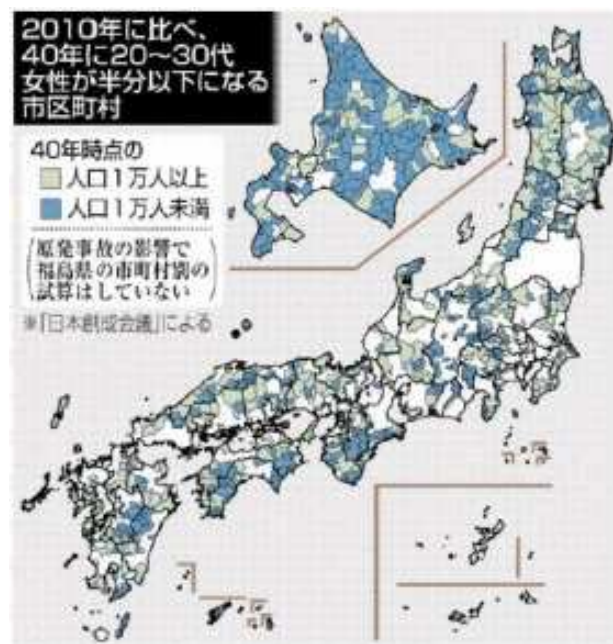 2010年に比べ、
40年に20〜30代
女性が半分以下になる
市区町村
40年時点の
人口1万人以上
人口1万人未満
(原発事故の影響で
福島県の市町村別の
試算はしていない)
※「日本創成会議」による